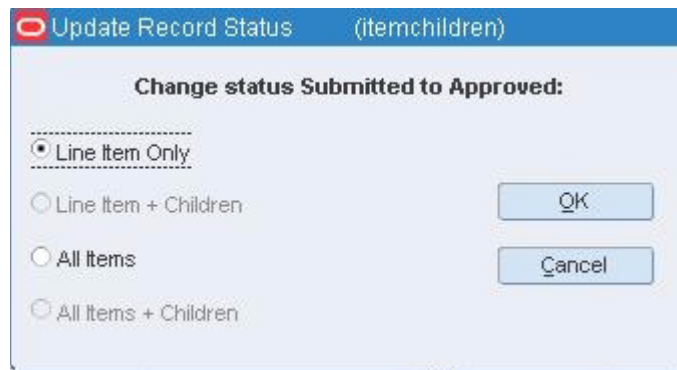 Update Record Status (itemchildren)
Change status Submitted to Approved:
Line Item Only
Line Item + Children
OK
All Items
Cancel
All Items + Children